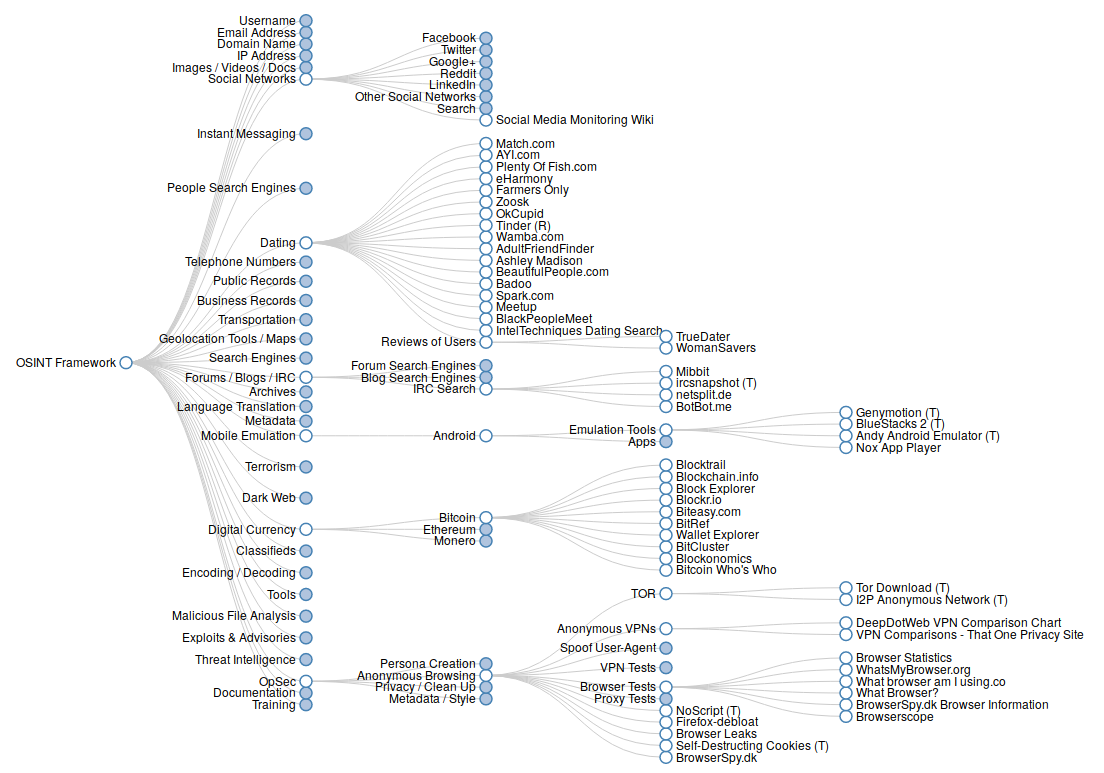 OSINT Framework
Username
Email Address
Domain Name
IP Address
Images / Videos / Docs
Social Networks
Facebook
Twitter
Google+
Reddit
LinkedIn
Other Social Networks
Search
Social Media Monitoring Wiki
Instant Messaging
People Search Engines
Dating
Match.com
AYI.com
Plenty Of Fish.com
eHarmony
Farmers Only
Zoosk
OkCupid
Tinder (R)
Wamba.com
AdultFriendFinder
Ashley Madison
BeautifulPeople.com
Badoo
Spark.com
Meetup
BlackPeopleMeet
IntelTechniques Dating Search
Reviews of Users
TrueDater
WomanSavers
Telephone Numbers
Public Records
Business Records
Transportation
Geolocation Tools / Maps
Search Engines
Forums / Blogs / IRC
Forum Search Engines
Blog Search Engines
IRC Search
Mibbit
ircsnapshot (T)
netsplit.de
BotBot.me
Archives
Language Translation
Metadata
Mobile Emulation
Android
Emulation Tools
Genymotion (T)
BlueStacks 2 (T)
Andy Android Emulator (T)
Nox App Player
Apps
Terrorism
Dark Web
Digital Currency
Bitcoin
Blocktrail
Blockchain.info
Block Explorer
Blockr.io
Biteasy.com
BitRef
Wallet Explorer
BitCluster
Blockonomics
Bitcoin Who's Who
Ethereum
Monero
Classifieds
Encoding / Decoding
Tools
Malicious File Analysis
Exploits & Advisories
Threat Intelligence
OpSec
Persona Creation
Anonymous Browsing
TOR
Tor Download (T)
I2P Anonymous Network (T)
Anonymous VPNs
DeepDotWeb VPN Comparison Chart
VPN Comparisons - That One Privacy Site
Spoof User-Agent
VPN Tests
Browser Tests
Browser Statistics
WhatsMyBrowser.org
What browser am I using.co
What Browser?
BrowserSpy.dk Browser Information
Browserscope
Proxy Tests
NoScript (T)
Firefox-debloat
Browser Leaks
Self-Destructing Cookies (T)
BrowserSpy.dk
Privacy / Clean Up
Metadata / Style
Documentation
Training